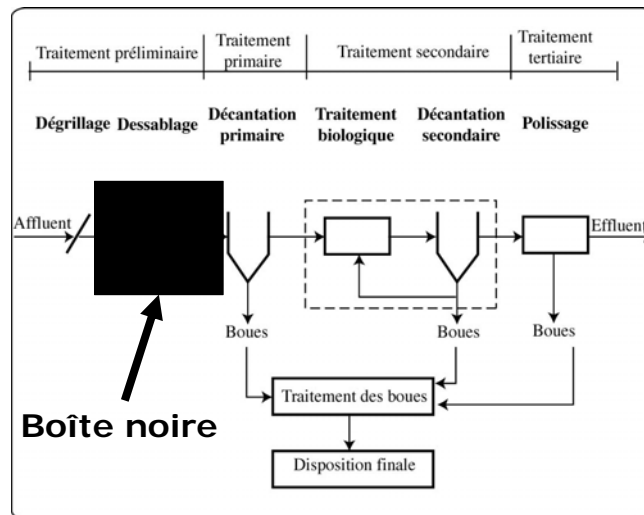 Traitement préliminaire
Traitement
primaire
Traitement secondaire
Traitement
tertiaire
Dégrillage
Dessablage
Décantation
primaire
Traitement
biologique
Décantation
secondaire
Polissage
Affluent
Effluent
Boues
Boues
Boues
Boîte noire
Traitement des boues
Disposition finale